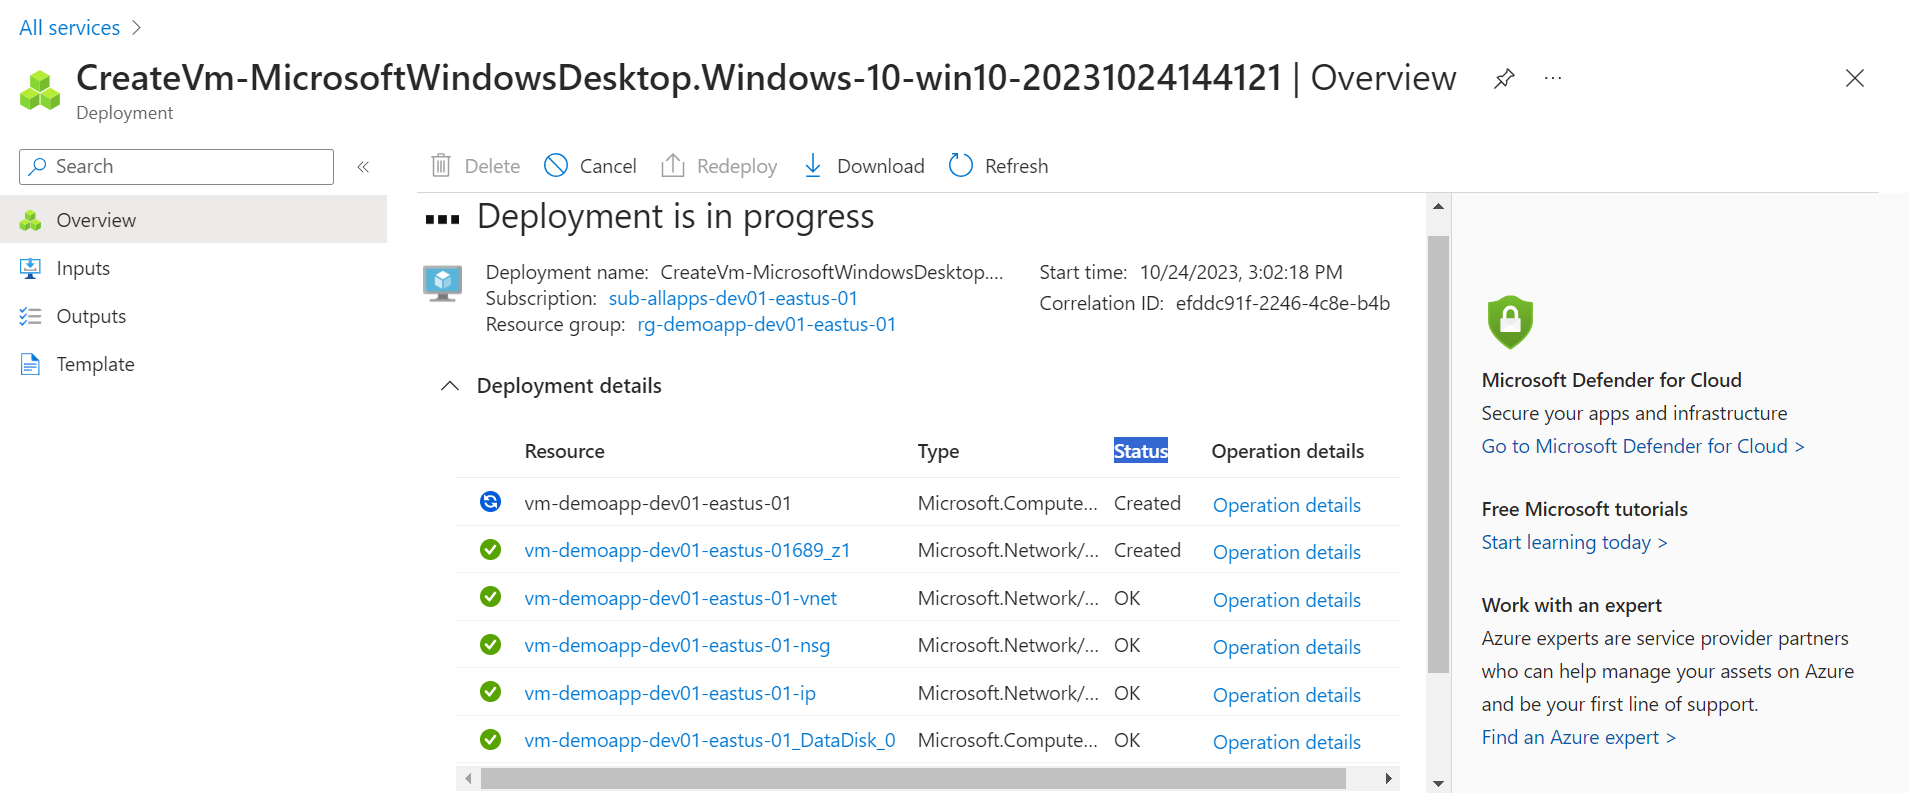 All services >
CreateVm-MicrosoftWindowsDesktop.Windows-10-win10-20231024144121 | Overview ...
Deployment
Search «
Delete Cancel Redeploy Download Refresh
Overview
Inputs
Outputs
Template
Deployment is in progress
Deployment name: CreateVm-MicrosoftWindowsDesktop.... Start time: 10/24/2023, 3:02:18 PM
Subscription: sub-allapps-dev01-eastus-01 Correlation ID: efddc91f-2246-4c8e-b4b
Resource group: rg-demoapp-dev01-eastus-01
Deployment details
Resource Type Status Operation details
vm-demoapp-dev01-eastus-01 Microsoft.Compute... Created Operation details
vm-demoapp-dev01-eastus-01689_z1 Microsoft.Network/... Created Operation details
vm-demoapp-dev01-eastus-01-vnet Microsoft.Network/... OK Operation details
vm-demoapp-dev01-eastus-01-nsg Microsoft.Network/... OK Operation details
vm-demoapp-dev01-eastus-01-ip Microsoft.Network/... OK Operation details
vm-demoapp-dev01-eastus-01_DataDisk_0 Microsoft.Compute... OK Operation details
Microsoft Defender for Cloud
Secure your apps and infrastructure
Go to Microsoft Defender for Cloud >
Free Microsoft tutorials
Start learning today >
Work with an expert
Azure experts are service provider partners
who can help manage your assets on Azure
and be your first line of support.
Find an Azure expert >